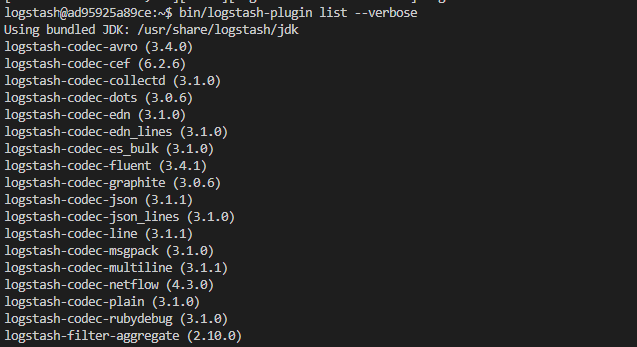 logstash@ad95925a89ce:~$ bin/logstash-plugin list --verbose
Using bundled JDK: /usr/share/logstash/jdk
logstash-codec-avro (3.4.0)
logstash-codec-cef (6.2.6)
logstash-codec-collectd (3.1.0)
logstash-codec-dots (3.0.6)
logstash-codec-edn (3.1.0)
logstash-codec-edn_lines (3.1.0)
logstash-codec-es_bulk (3.1.0)
logstash-codec-fluent (3.4.1)
logstash-codec-graphite (3.0.6)
logstash-codec-json (3.1.1)
logstash-codec-json_lines (3.1.0)
logstash-codec-line (3.1.1)
logstash-codec-msgpack (3.1.0)
logstash-codec-multiline (3.1.1)
logstash-codec-netflow (4.3.0)
logstash-codec-plain (3.1.0)
logstash-codec-rubydebug (3.1.0)
logstash-filter-aggregate (2.10.0)